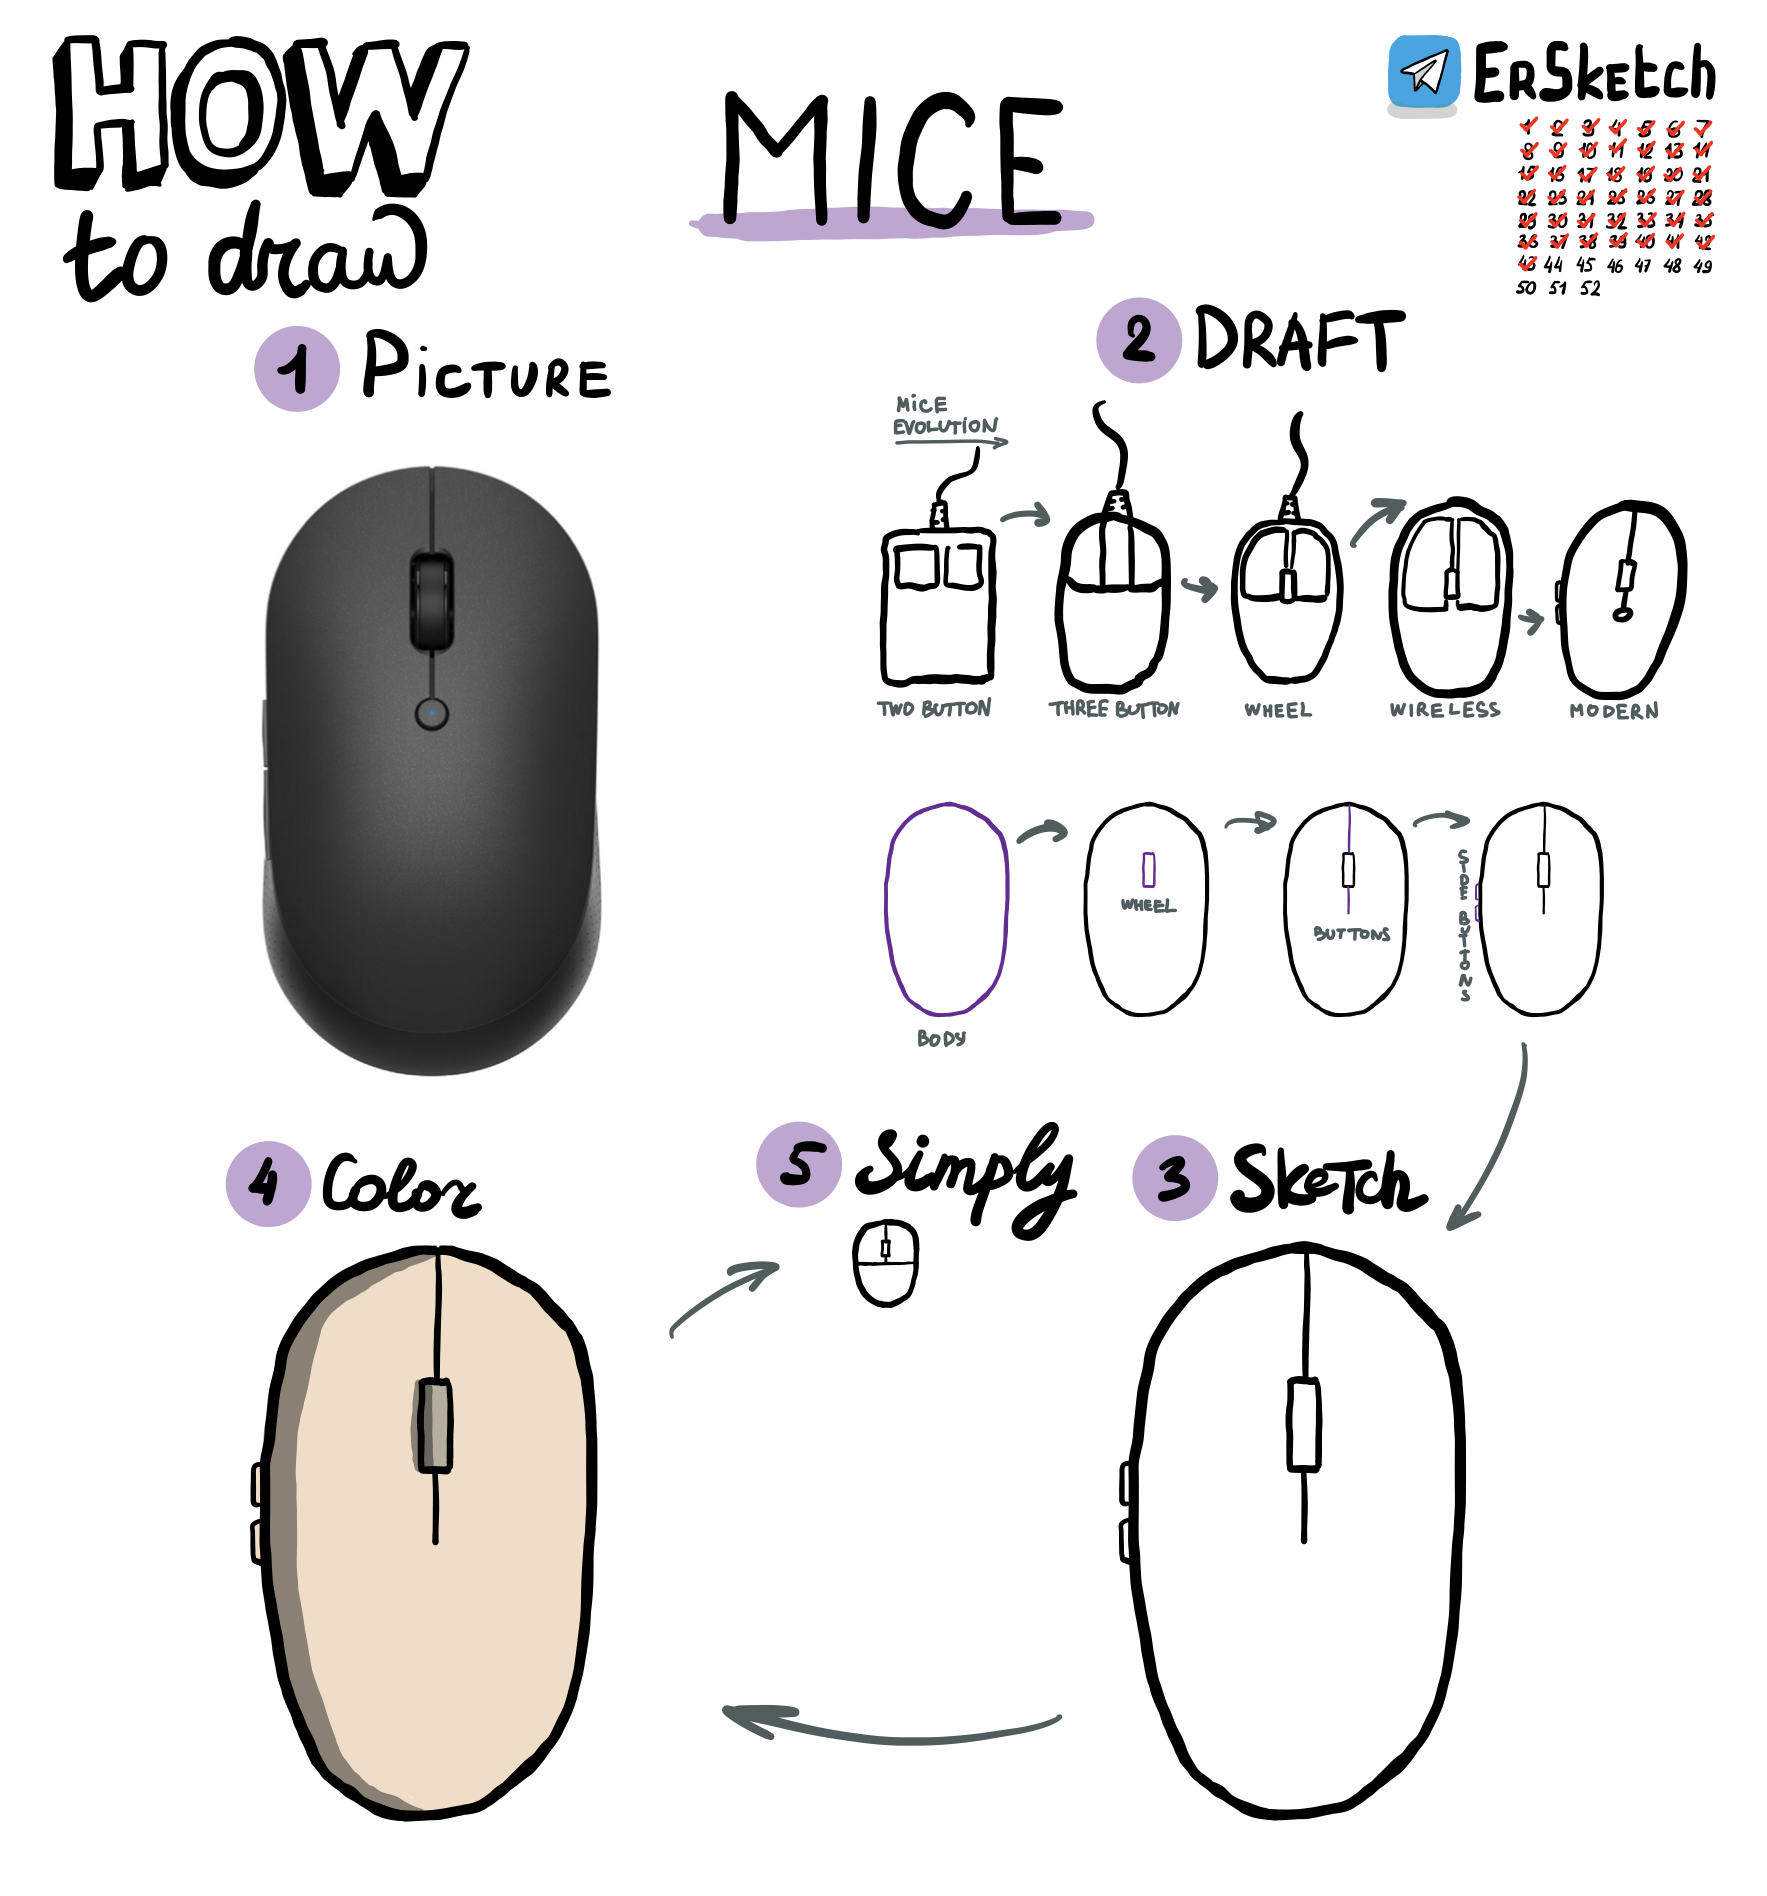 HOW
to draw
MICE
ErSketch
1 2 3 4 5 6 7
8 9 10 11 12 13 14
15 16 17 18 19 20 21
22 23 24 25 26 27 28
29 30 31 32 33 34 35
36 37 38 39 40 41 42
43 44 45 46 47 48 49
50 51 52
1 PiCTURE
2 DRAFT
MiCE
EVOLUTION
TWO BUTTON
THREE BUTTON
WHEEL
WIRELESS
MODERN
BODY
WHEEL
BUTTONS
SIDE BUTTONS
4 Color
5 Simply
3 Sketch